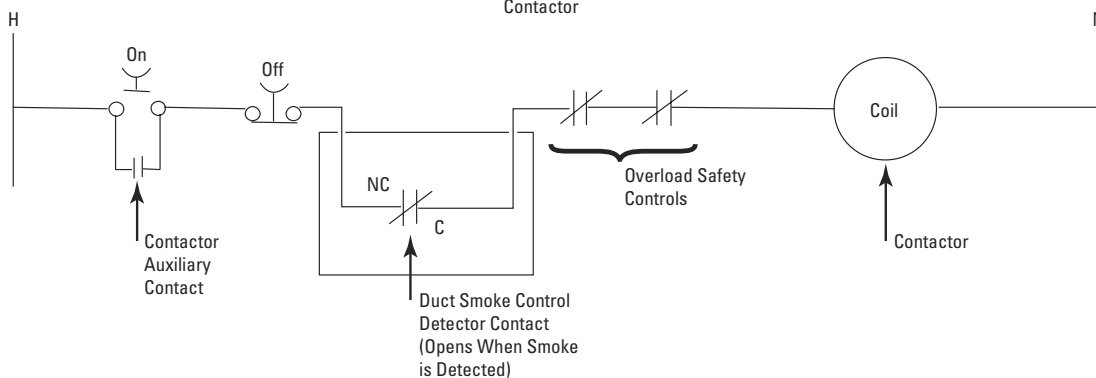 Contactor
H
On
Off
Coil
NC
C
Overload Safety
Controls
Contactor
Auxiliary
Contact
Contactor
Duct Smoke Control
Detector Contact
(Opens When Smoke
is Detected)